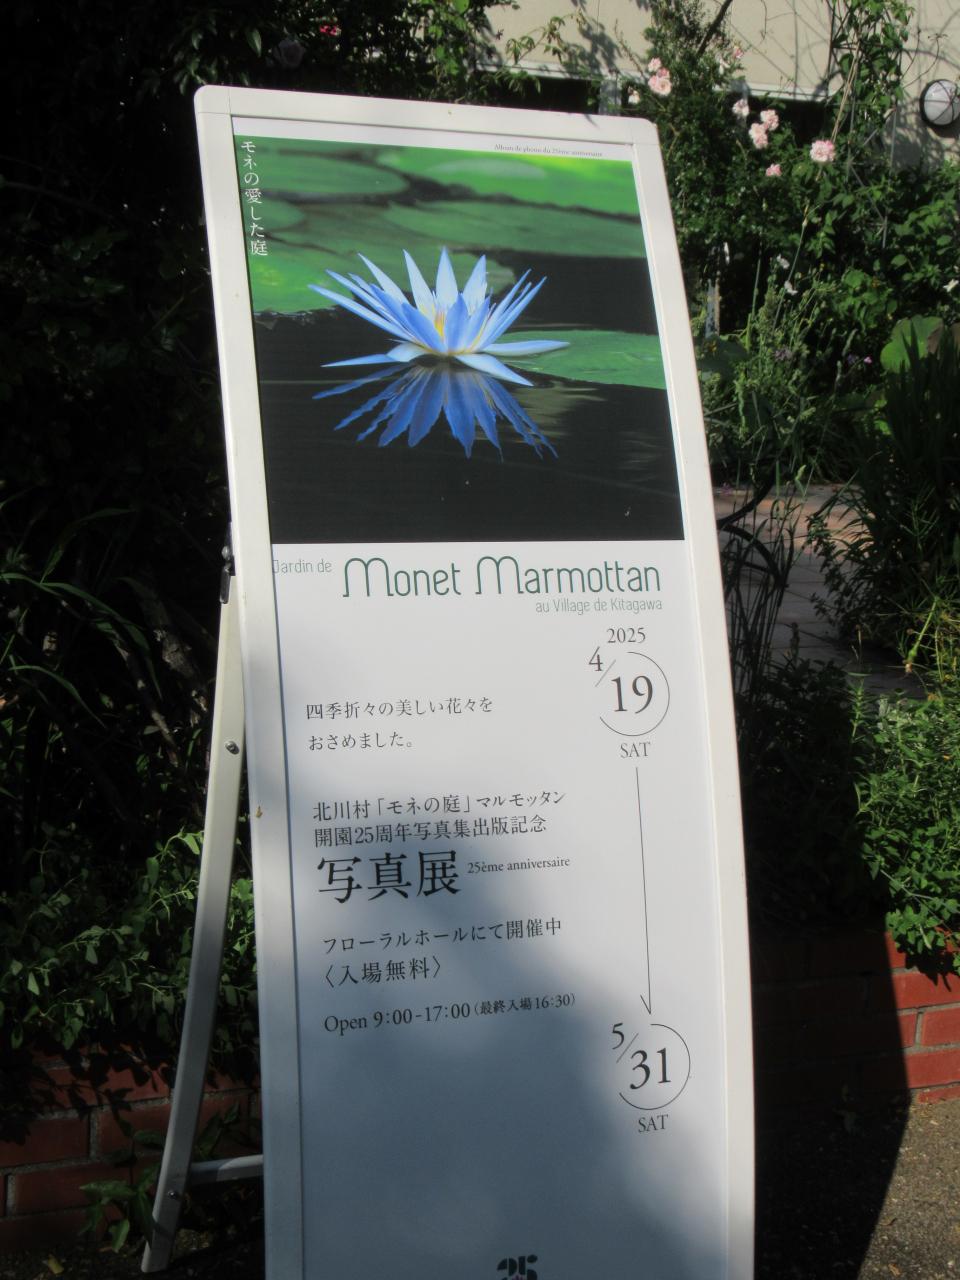 Album de photo du 25ème anniversaire
モネの愛した庭
Jardin de Monet Marmottan
au Village de Kitagawa
2025
4/19
SAT
四季折々の美しい花々を
おさめました。
北川村「モネの庭」マルモッタン
開園25周年写真集出版記念
写真展 25ème anniversaire
フローラルホールにて開催中
〈入場無料〉
Open 9:00-17:00（最終入場16:30）
5/31
SAT
25